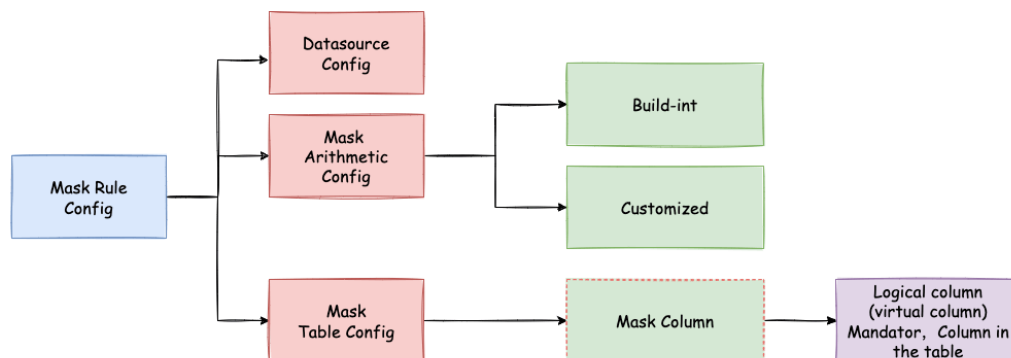 Datasource
Config
Mask
Arithmetic
Config
Build-int
Mask Rule
Config
Customized
Mask
Table Config
Mask Column
Logical column
(virtual column)
Mandator, Column in
the table